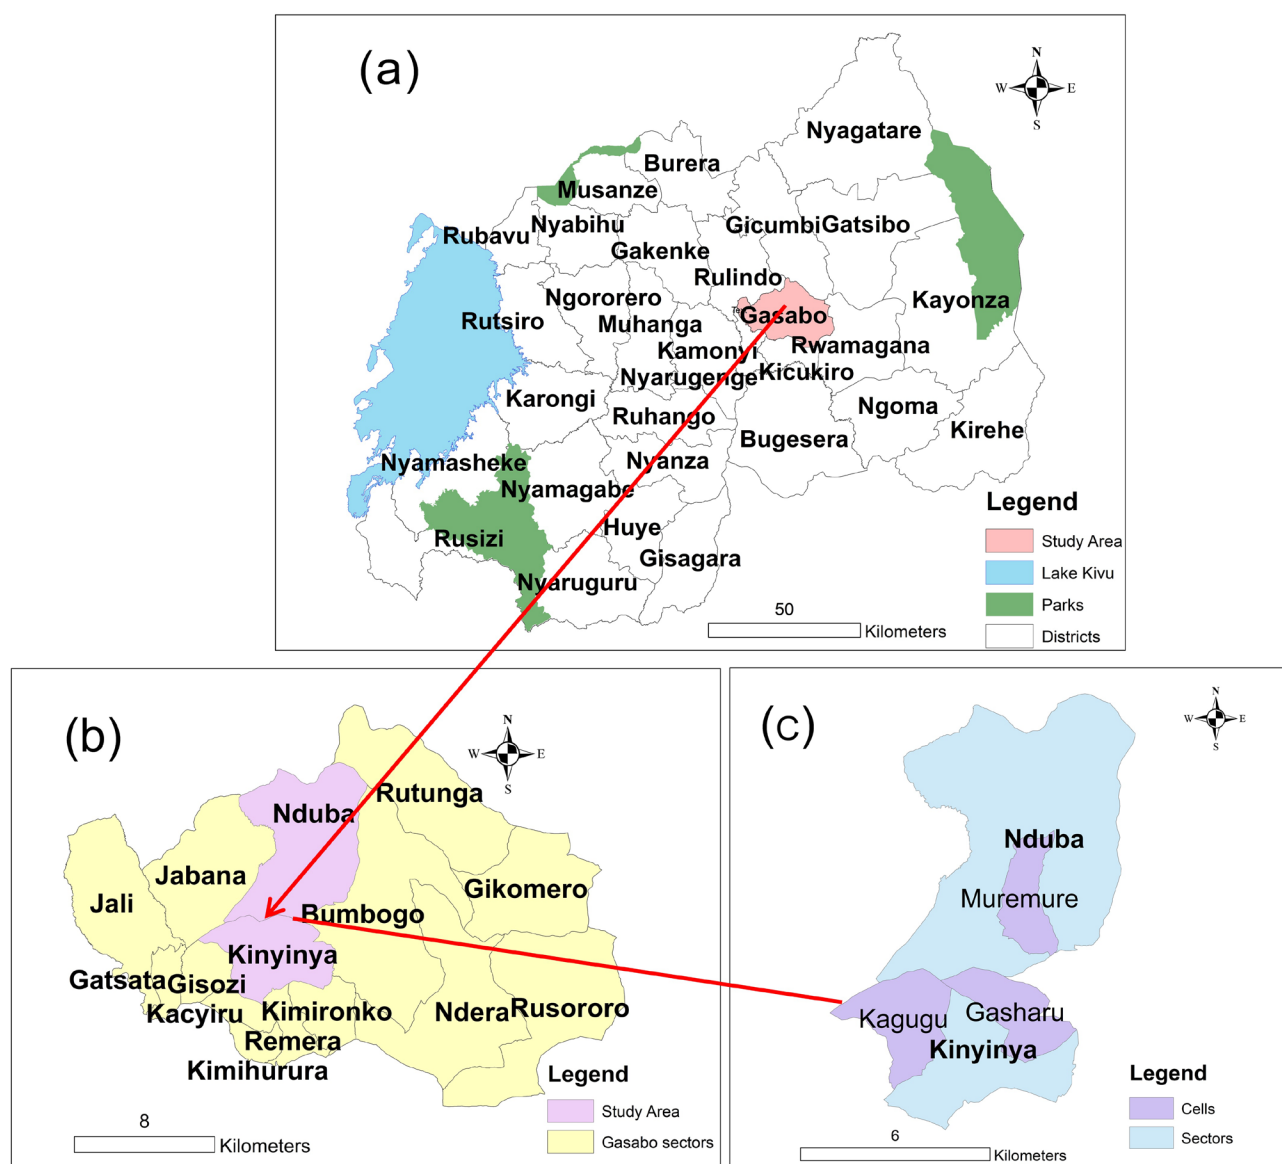 (a)
N
W E
S
Nyagatare
Burera
Musanze
Nyabihu
Gicumbi
Gatsibo
Rubavu
Gakenke
Rulindo
Ngororero
Kayonza
Rutsiro
Muhanga
Gasabo
Kamonyi
Rwamagana
Nyarugenge
Kicukiro
Karongi
Ruhango
Ngoma
Bugesera
Kirehe
Nyamasheke
Nyanza
Nyamagabe
Rusizi
Huye
Gisagara
Nyaruguru
Legend
Study Area
Lake Kivu
Parks
Districts
50
Kilometers
(b)
N
W E
S
Nduba
Rutunga
Jabana
Jali
Gikomero
Bumbogo
Kinyinya
Gatsata
Gisozi
Kacyiru
Kimironko
Ndera
Rusororo
Remera
Kimihurura
Legend
Study Area
Gasabo sectors
8
Kilometers
(c)
N
W E
S
Nduba
Muremure
Kagugu
Gasharu
Kinyinya
Legend
Cells
Sectors
6
Kilometers